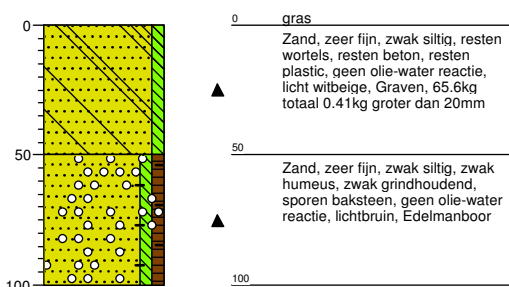 0
0 gras
Zand, zeer fijn, zwak siltig, resten
wortels, resten beton, resten
plastic, geen olie-water reactie,
licht witbeige, Graven, 65.6kg
totaal 0.41kg groter dan 20mm
50
50
Zand, zeer fijn, zwak siltig, zwak
humeus, zwak grindhoudend,
sporen baksteen, geen olie-water
reactie, lichtbruin, Edelmanboor
100
100